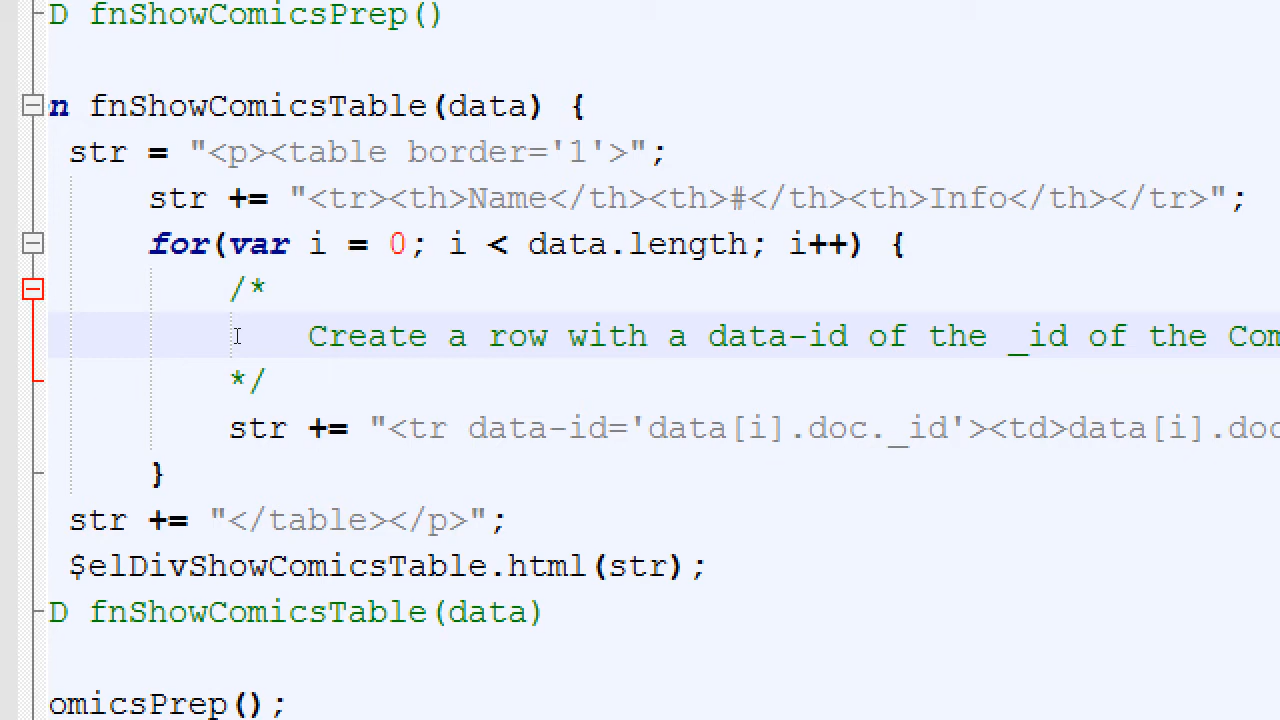 D fnShowComicsPrep()
n fnShowComicsTable(data) {
str = "<p><table border='1'>";
str += "<tr><th>Name</th><th>#</th><th>Info</th></tr>";
for(var i = 0; i < data.length; i++) {
/*
Create a row with a data-id of the _id of the Com
*/
str += "<tr data-id='data[i].doc._id'><td>data[i].doc
}
str += "</table></p>";
$elDivShowComicsTable.html(str);
D fnShowComicsTable(data)
omicsPrep();